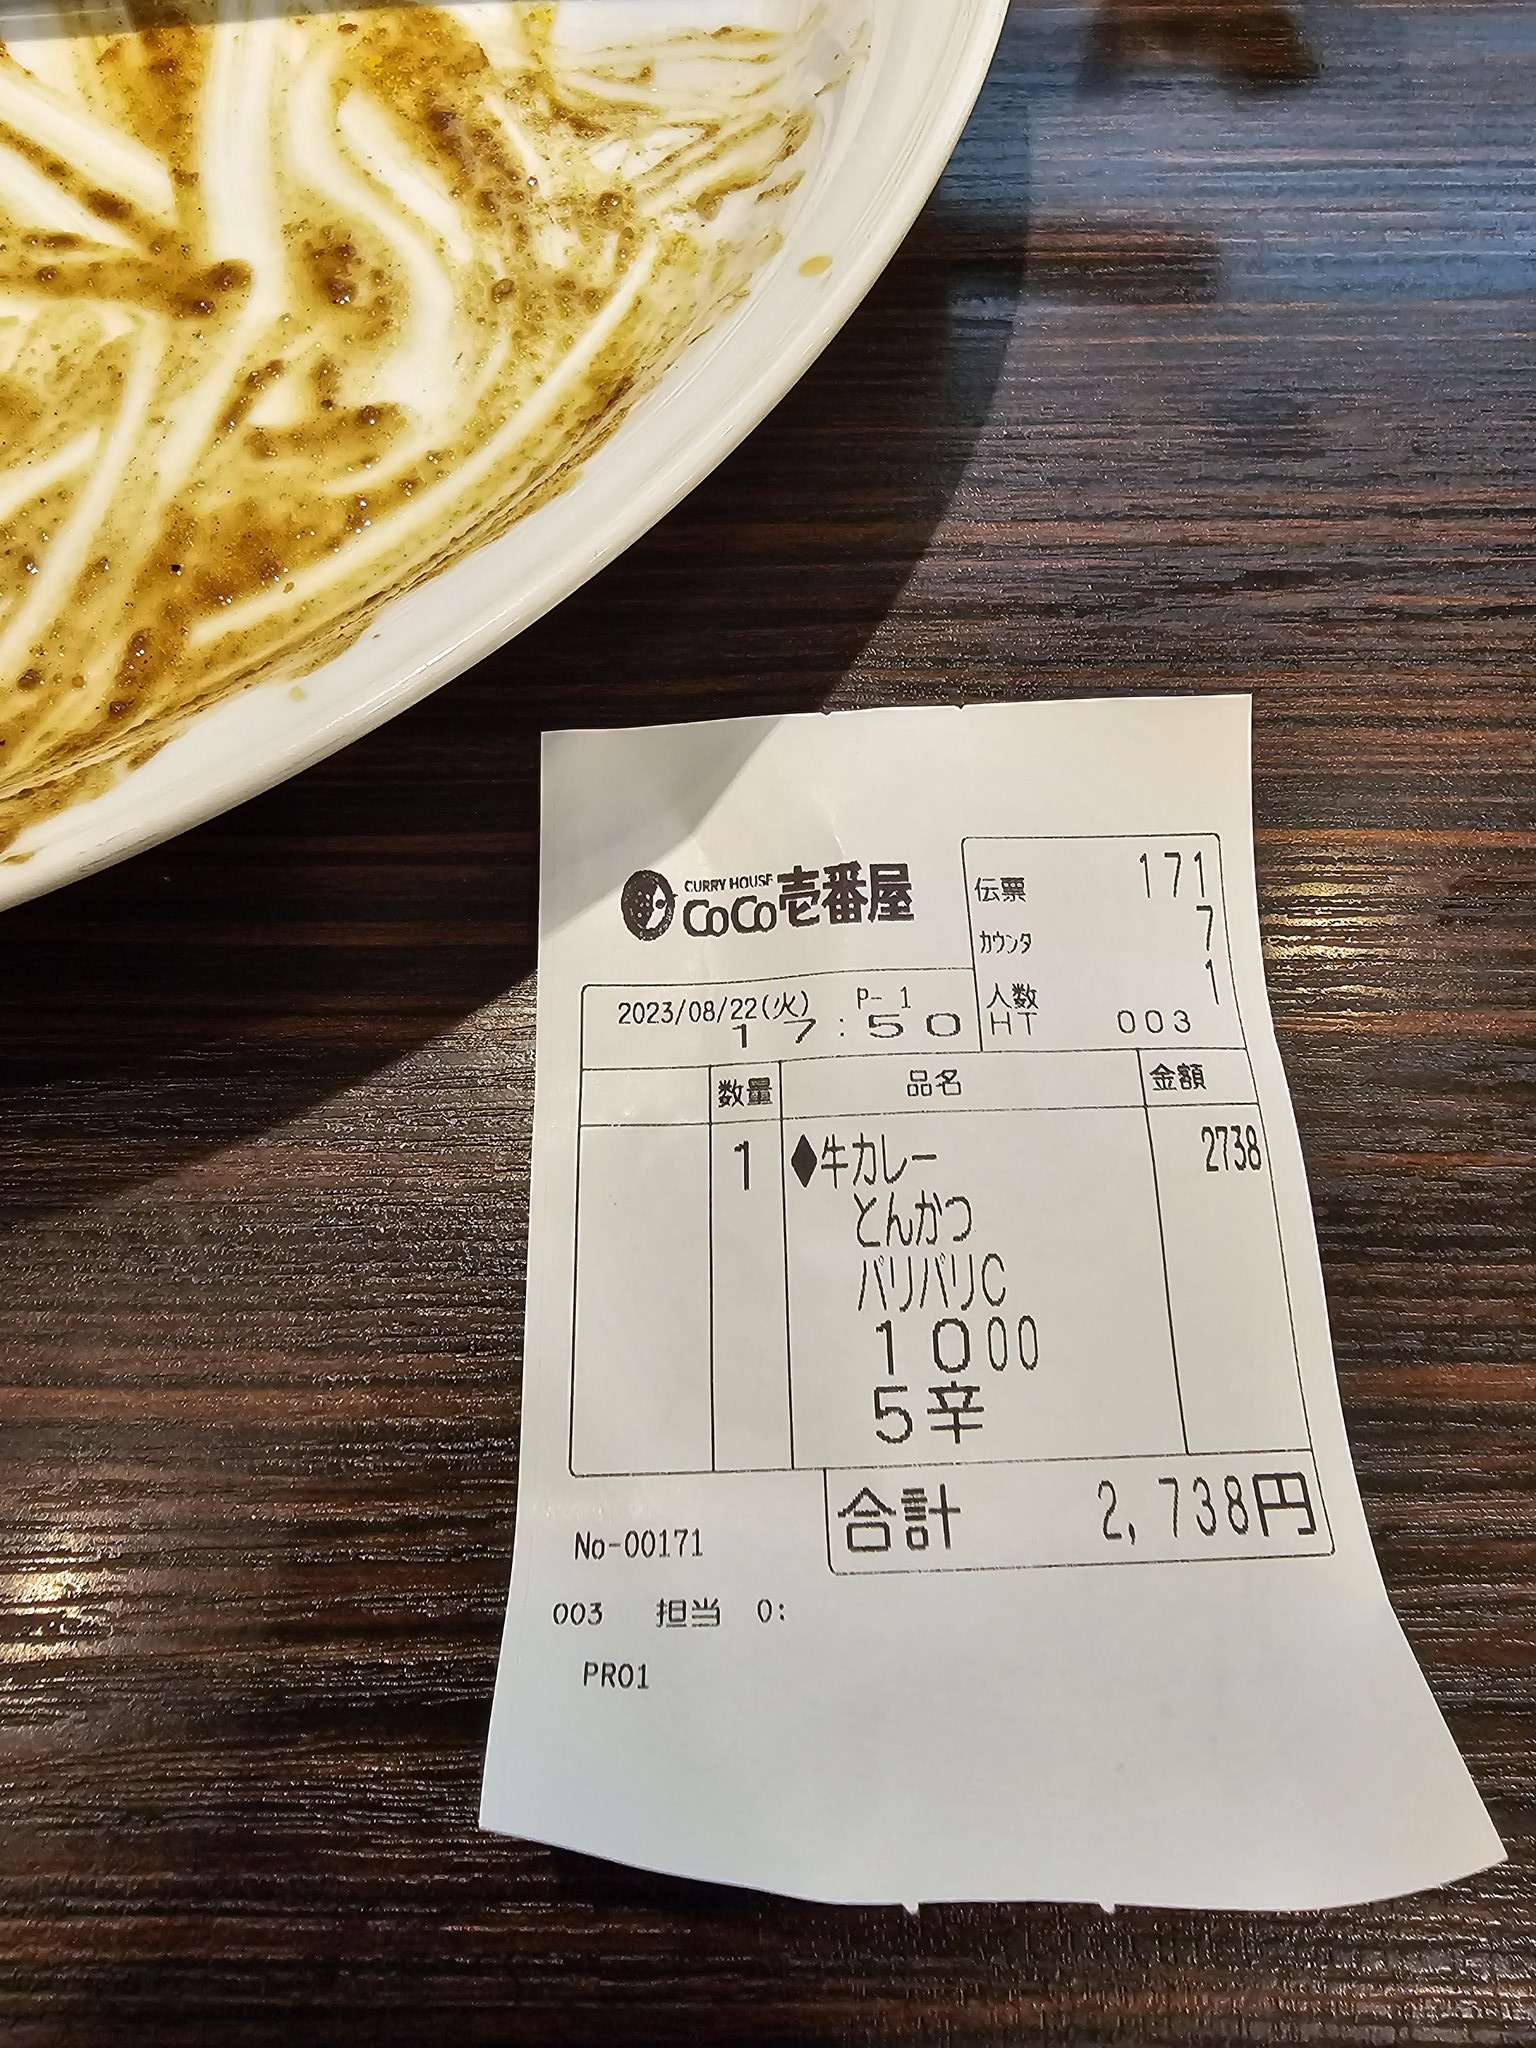 CURRY HOUSE
CoCo壱番屋
伝票 171
カウンタ 7
人数 1
HT 003
2023/08/22(火) P- 1
17:50
数量 品名 金額
1 ♦牛カレー 2738
とんかつ
パリパリC
1000
5辛
合計 2,738円
No-00171
003 担当 0:
PR01